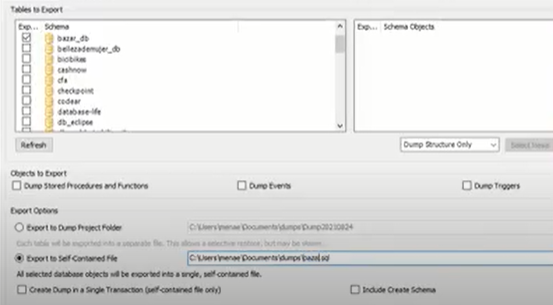 Tables to Export
Exp... Schema
bazar_db
bellezademujer_db
bicibikes
cashnow
cfa
checkpoint
codear
database-life
db_eclipse
Exp... Schema Objects
Refresh
Dump Structure Only
Objects to Export
Dump Stored Procedures and Functions
Dump Events
Dump Triggers
Export Options
Export to Dump Project Folder
C:\Users\menae\Documents\dumps\Dump20210824
Each table will be exported into a separate file. This allows a selective restore, but may be slower.
Export to Self-Contained File
C:\Users\menae\Documents\dumps\bazar.sql
All selected database objects will be exported into a single, self-contained file.
Create Dump in a Single Transaction (self-contained file only)
Include Create Schema